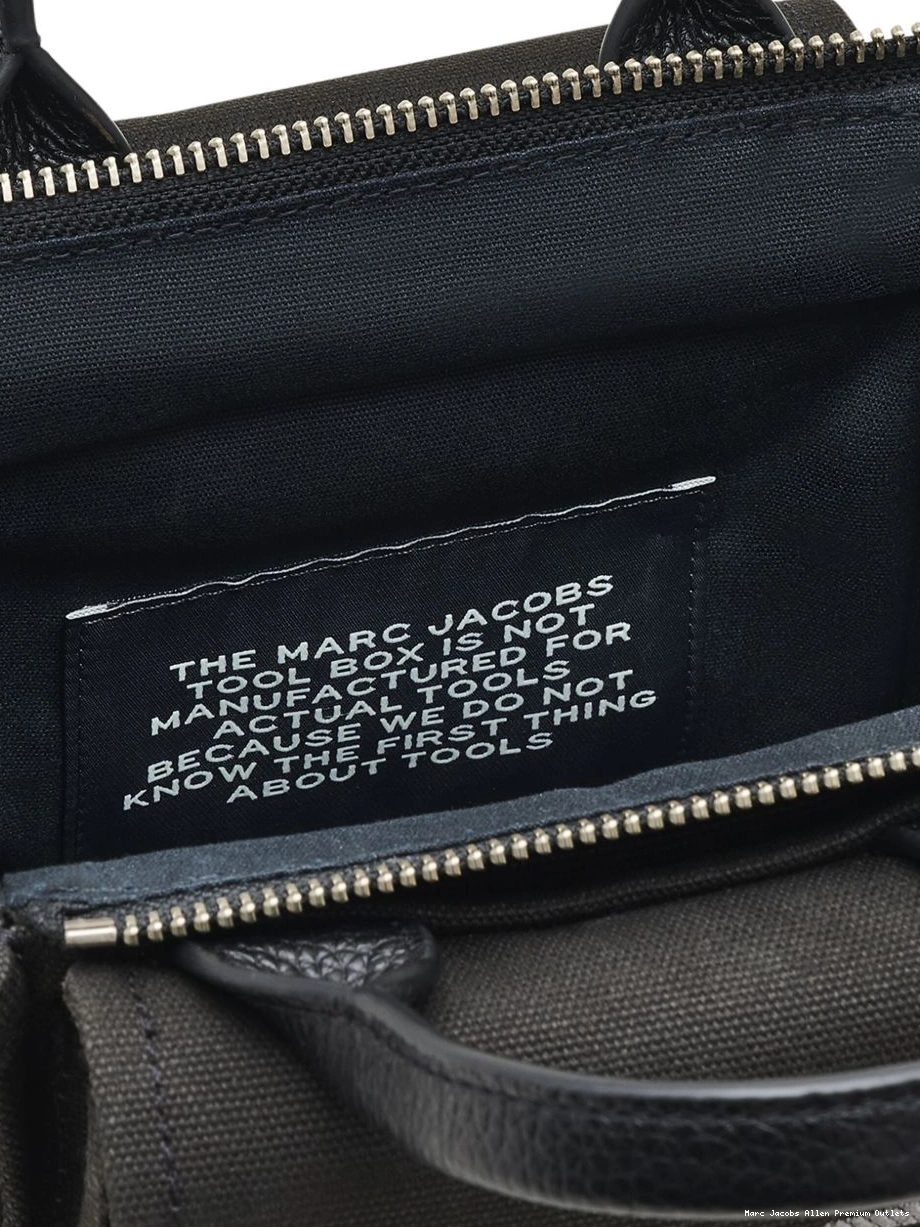 THE MARC JACOBS
TOOL BOX IS NOT
MANUFACTURED FOR
ACTUAL TOOLS
BECAUSE WE DO NOT
KNOW THE FIRST THING
ABOUT TOOLS
Marc Jacobs Allen Premium Outlets